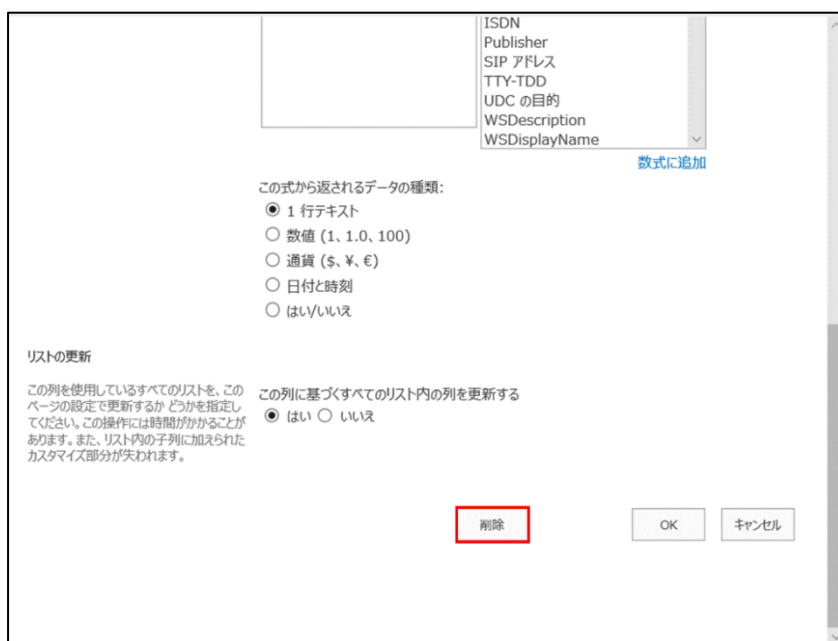 ISDN
Publisher
SIP アドレス
TTY-TDD
UDC の目的
WSDescription
WSDisplayName
数式に追加
この式から返されるデータの種類:
1 行テキスト
数値 (1、1.0、100)
通貨 ($、¥、€)
日付と時刻
はい/いいえ
リストの更新
この列を使用しているすべてのリストを、この
ページの設定で更新するか どうかを指定し
てください。この操作には時間がかかることが
あります。また、リスト内の子列に加えられた
カスタマイズ部分が失われます。
この列に基づくすべてのリスト内の列を更新する
はい いいえ
削除 OK キャンセル